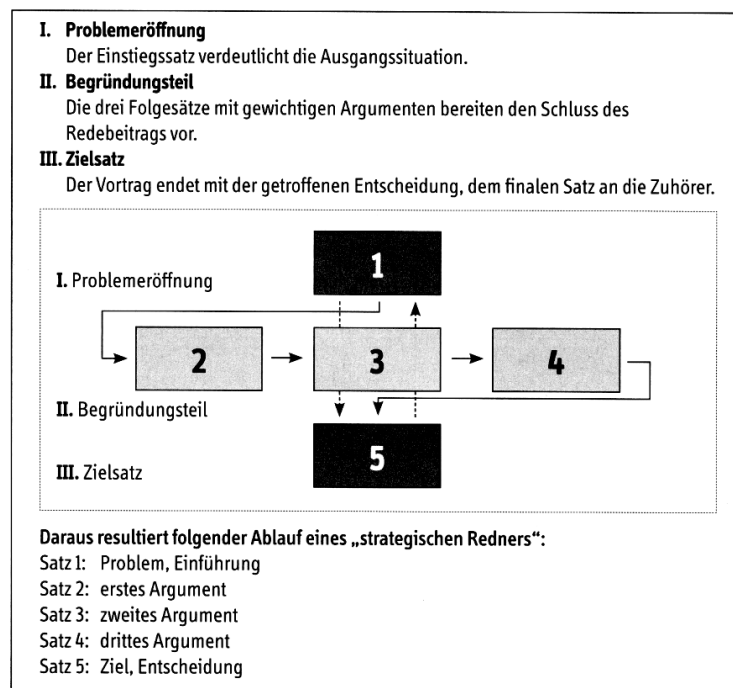 I. Problemeröffnung
Der Einstiegssatz verdeutlicht die Ausgangssituation.
II. Begründungsteil
Die drei Folgesätze mit gewichtigen Argumenten bereiten den Schluss des
Redebeitrags vor.
III. Zielsatz
Der Vortrag endet mit der getroffenen Entscheidung, dem finalen Satz an die Zuhörer.
1
I. Problemeröffnung
2
3
4
II. Begründungsteil
5
III. Zielsatz
Daraus resultiert folgender Ablauf eines „strategischen Redners“:
Satz 1: Problem, Einführung
Satz 2: erstes Argument
Satz 3: zweites Argument
Satz 4: drittes Argument
Satz 5: Ziel, Entscheidung